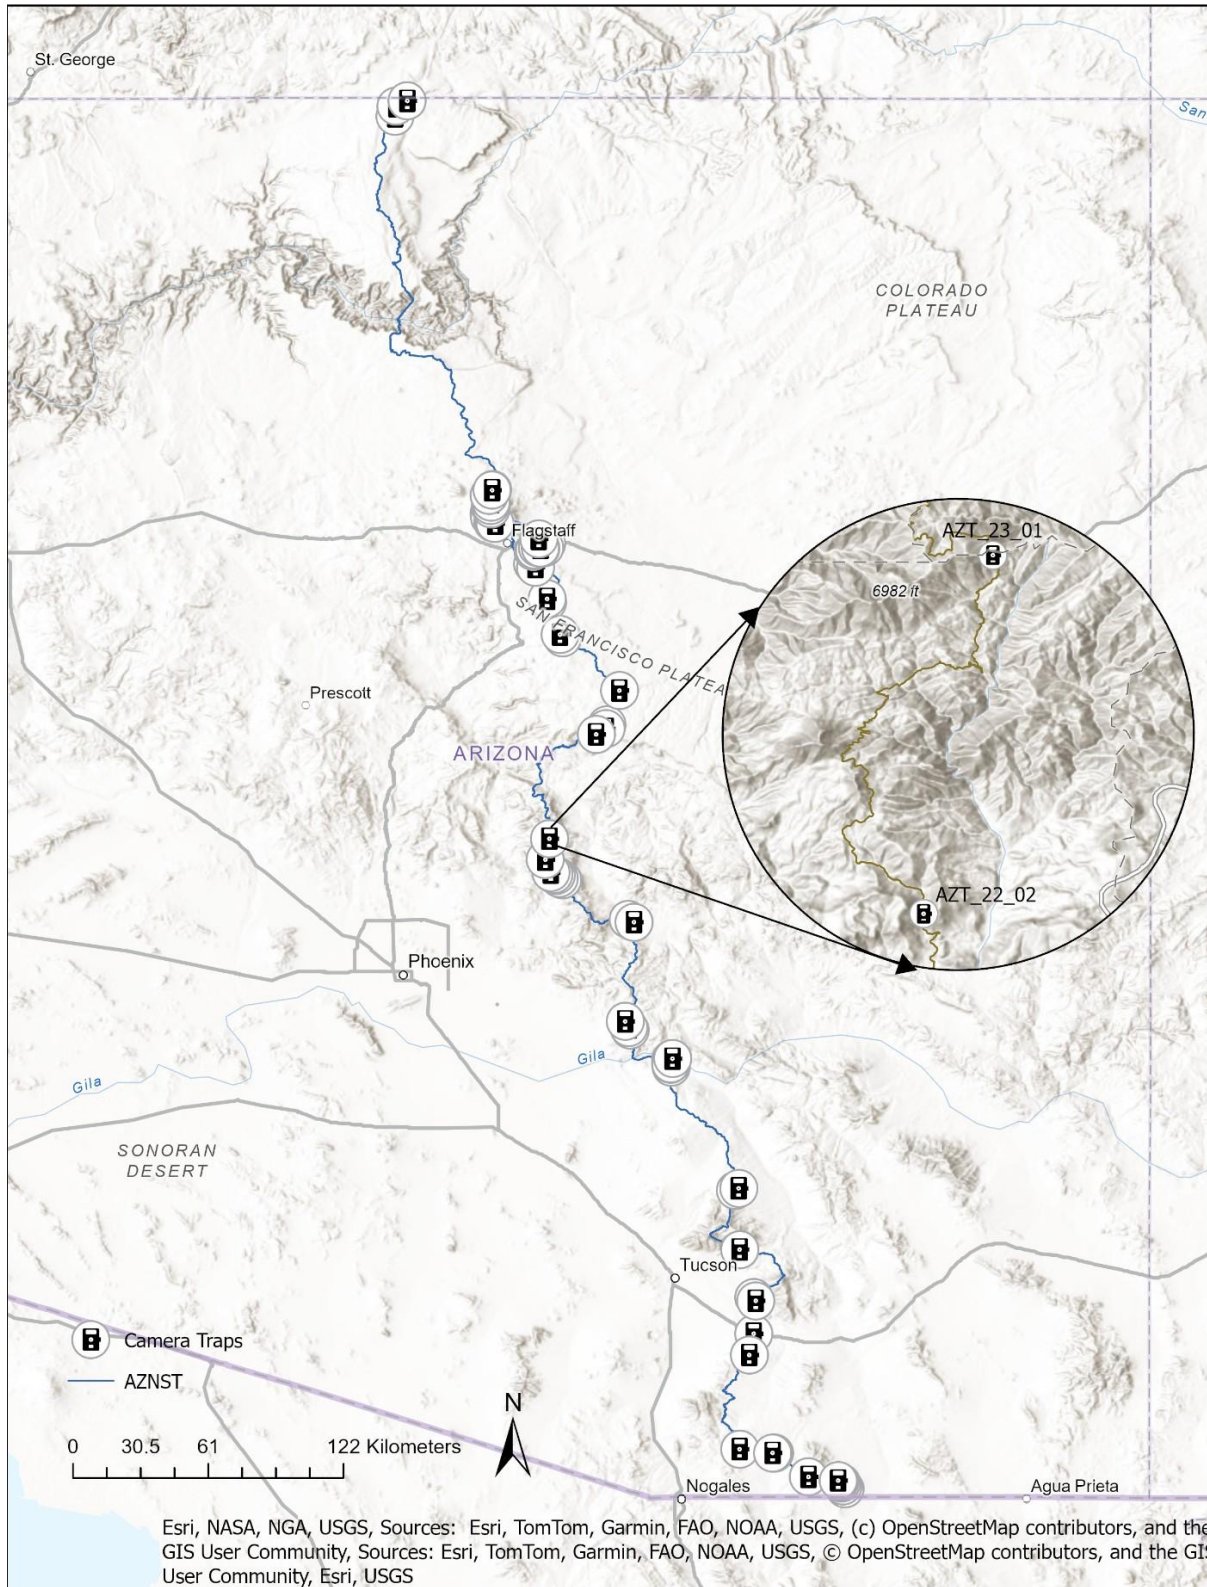 St. George
San
COLORADO
PLATEAU
Flagstaff
AZT_23_01
6982 ft
SAN FRANCISCO PLATEA
Prescott
ARIZONA
AZT_22_02
Phoenix
Gila
Gila
SONORAN
DESERT
Tucson
Camera Traps
AZNST
N
0 30.5 61 122 Kilometers
Nogales
Agua Prieta
Esri, NASA, NGA, USGS, Sources: Esri, TomTom, Garmin, FAO, NOAA, USGS, (c) OpenStreetMap contributors, and the
GIS User Community, Sources: Esri, TomTom, Garmin, FAO, NOAA, USGS, © OpenStreetMap contributors, and the GIS
User Community, Esri, USGS